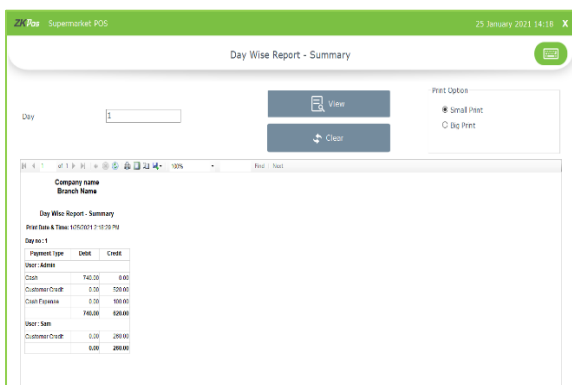 ZKPos Supermarket POS 25 January 2021 14:18 X
Day Wise Report - Summary
Print Option
View
Small Print
Day 1
Big Print
Clear
1 of 1 100% Find Next
Company name
Branch Name
Day Wise Report - Summary
Print Date & Time: 1/25/2021 2:18:20 PM
Day no : 1
Payment Type Debit Credit
User : Admin
Cash 740.00 0.00
Customer Credit 0.00 520.00
Cash Expense 0.00 100.00
740.00 620.00
User : Sam
Customer Credit 0.00 260.00
0.00 260.00